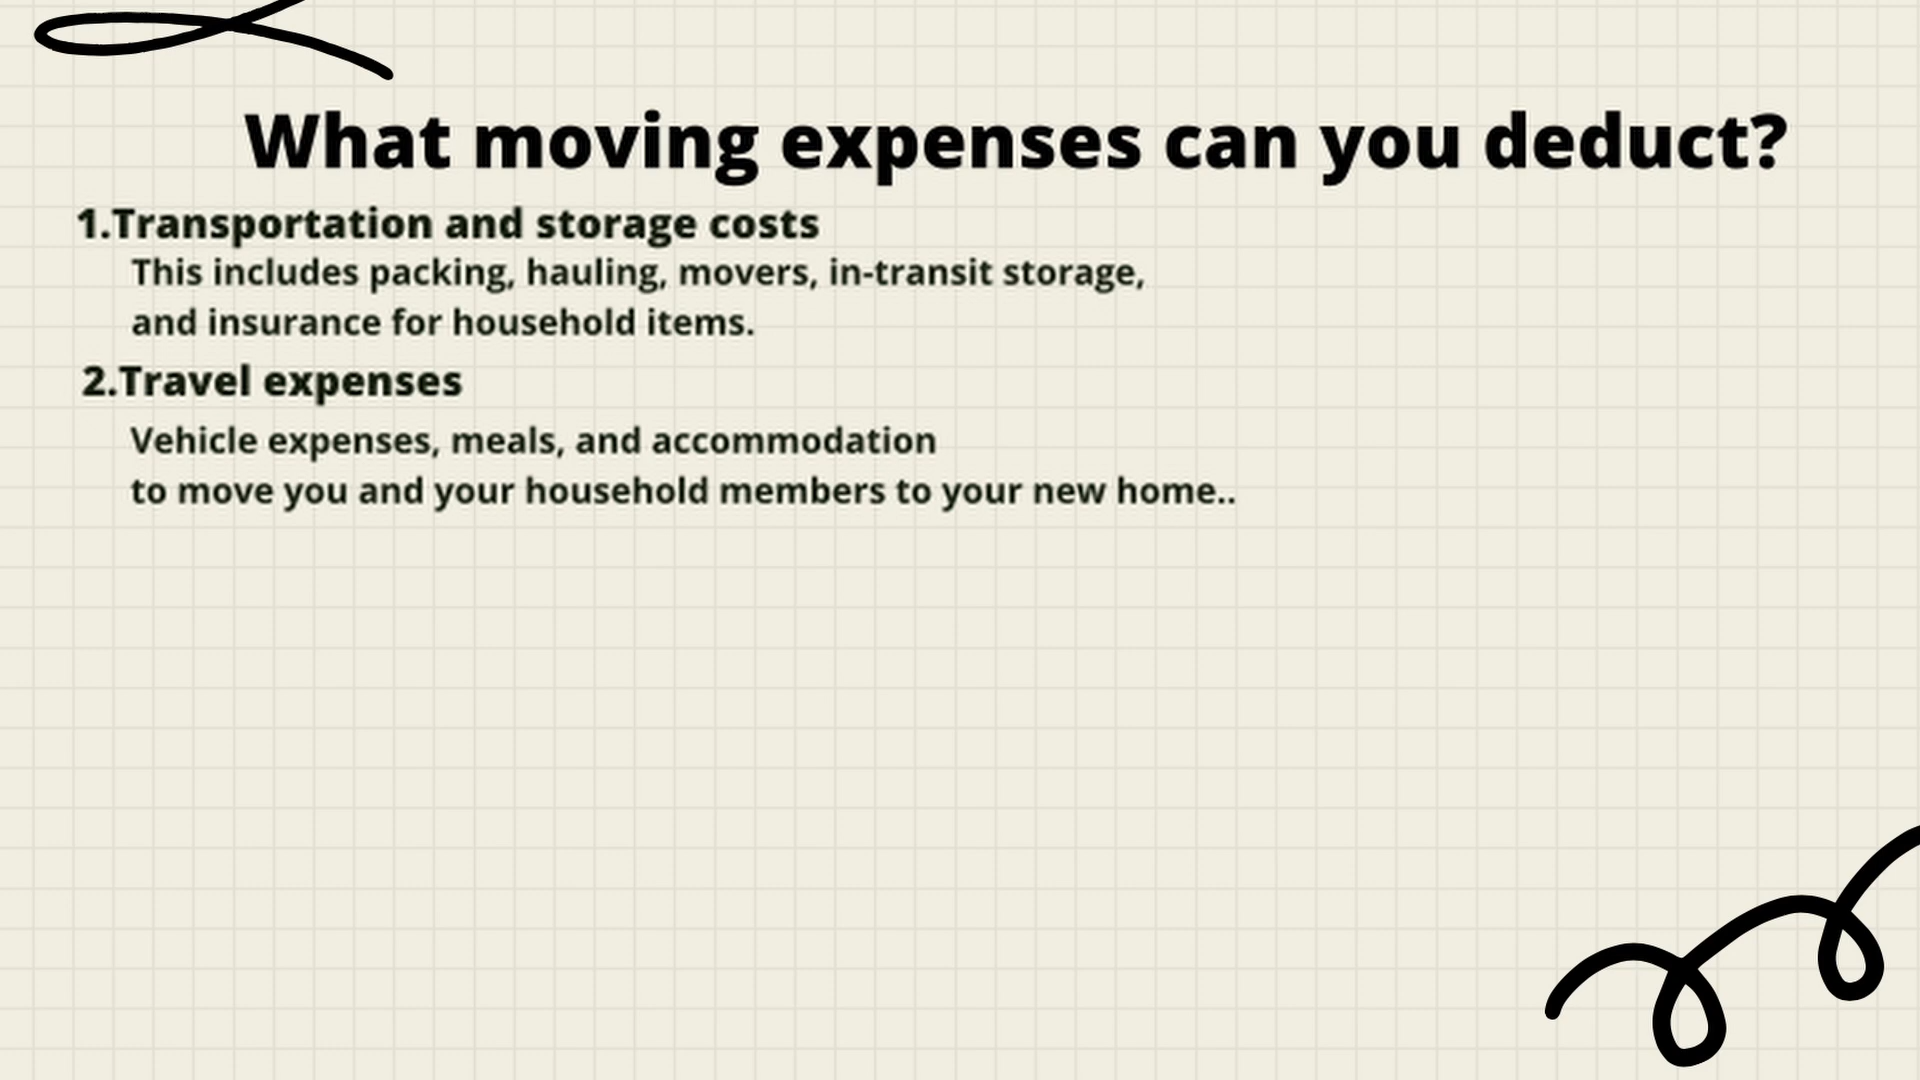 What moving expenses can you deduct?
1.Transportation and storage costs
This includes packing, hauling, movers, in-transit storage,
and insurance for household items.
2.Travel expenses
Vehicle expenses, meals, and accommodation
to move you and your household members to your new home..